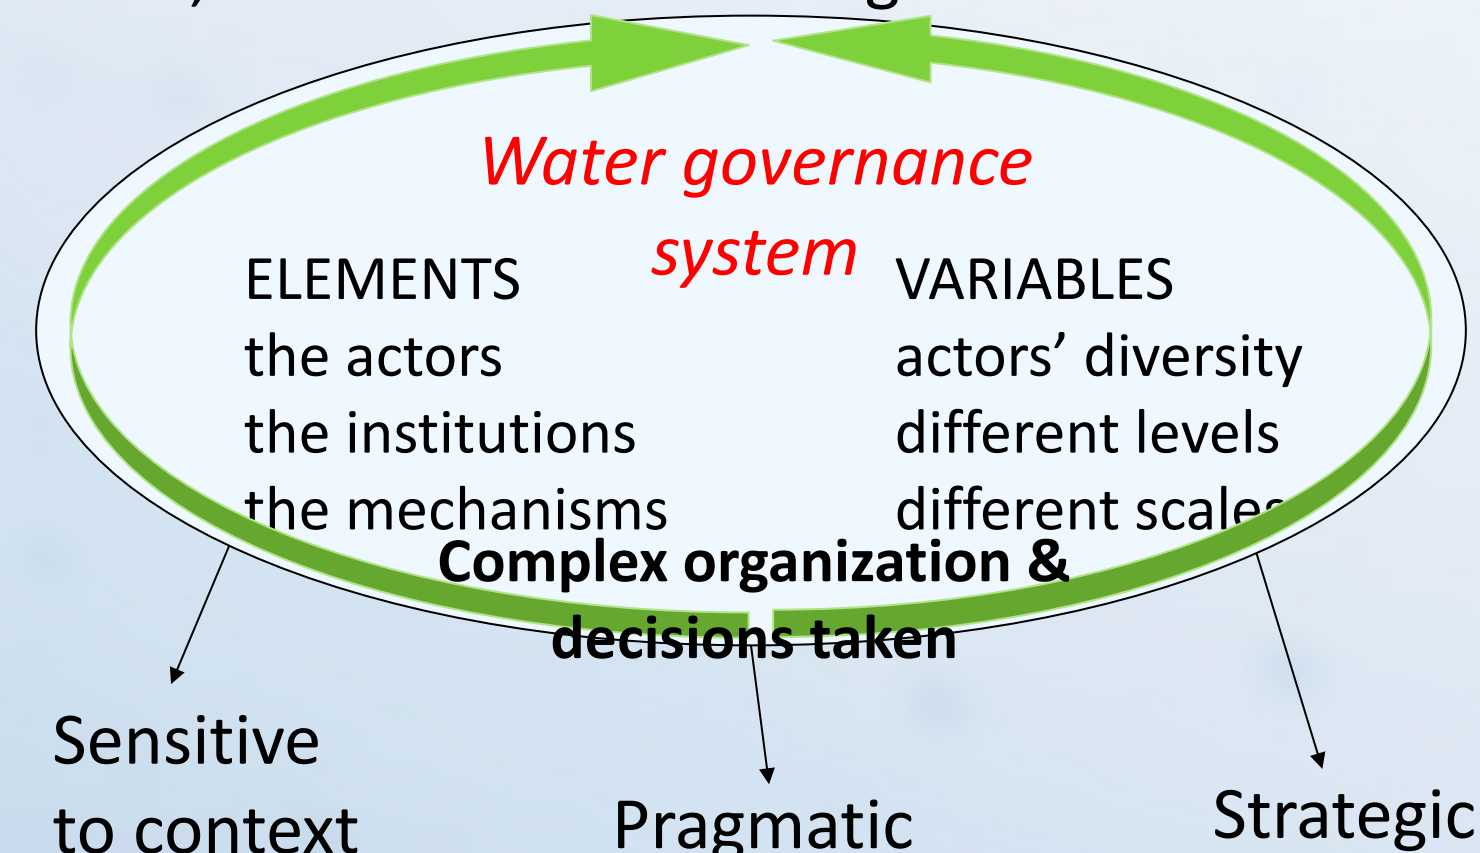 Water governance
system
ELEMENTS
the actors
the institutions
the mechanisms
VARIABLES
actors’ diversity
different levels
different scales
Complex organization &
decisions taken
Sensitive
to context
Pragmatic
Strategic